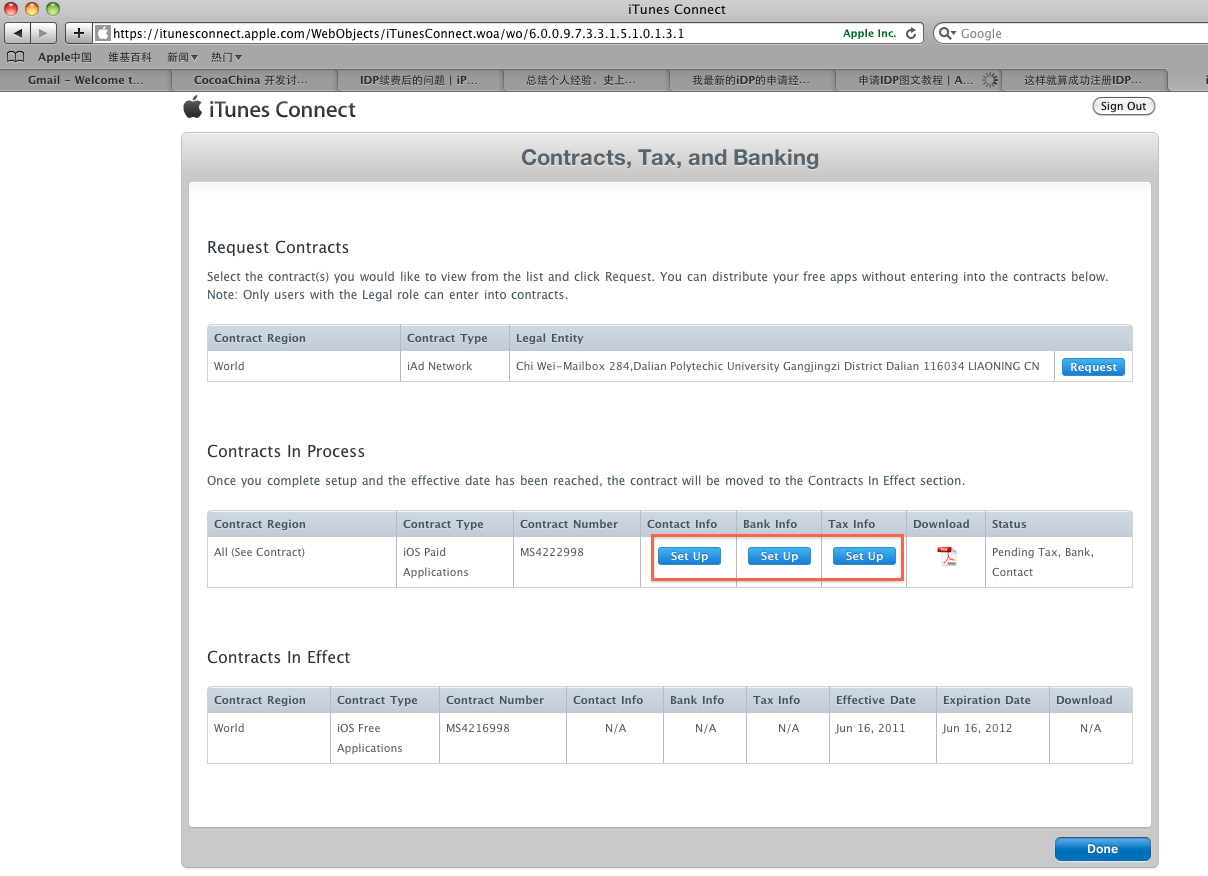 iTunes Connect
https://itunesconnect.apple.com/WebObjects/iTunesConnect.woa/wo/6.0.0.9.7.3.3.1.5.1.0.1.3.1 Apple Inc. Google
Apple中国 维基百科 新闻▾ 热门▾
Gmail – Welcome t... CocoaChina 开发讨... IDP续费后的问题 | iP... 总结个人经验，史上... 我最新的iDP的申请经... 申请IDP图文教程 | A... 这样就算成功注册IDP...
iTunes Connect Sign Out
Contracts, Tax, and Banking
Request Contracts
Select the contract(s) you would like to view from the list and click Request. You can distribute your free apps without entering into the contracts below.
Note: Only users with the Legal role can enter into contracts.
Contract Region Contract Type Legal Entity
World iAd Network Chi Wei–Mailbox 284,Dalian Polytechic University Gangjingzi District Dalian 116034 LIAONING CN Request
Contracts In Process
Once you complete setup and the effective date has been reached, the contract will be moved to the Contracts In Effect section.
Contract Region Contract Type Contract Number Contact Info Bank Info Tax Info Download Status
All (See Contract) iOS Paid MS4222998 Set Up Set Up Set Up Pending Tax, Bank,
Applications Contact
Contracts In Effect
Contract Region Contract Type Contract Number Contact Info Bank Info Tax Info Effective Date Expiration Date Download
World iOS Free MS4216998 N/A N/A N/A Jun 16, 2011 Jun 16, 2012 N/A
Applications
Done